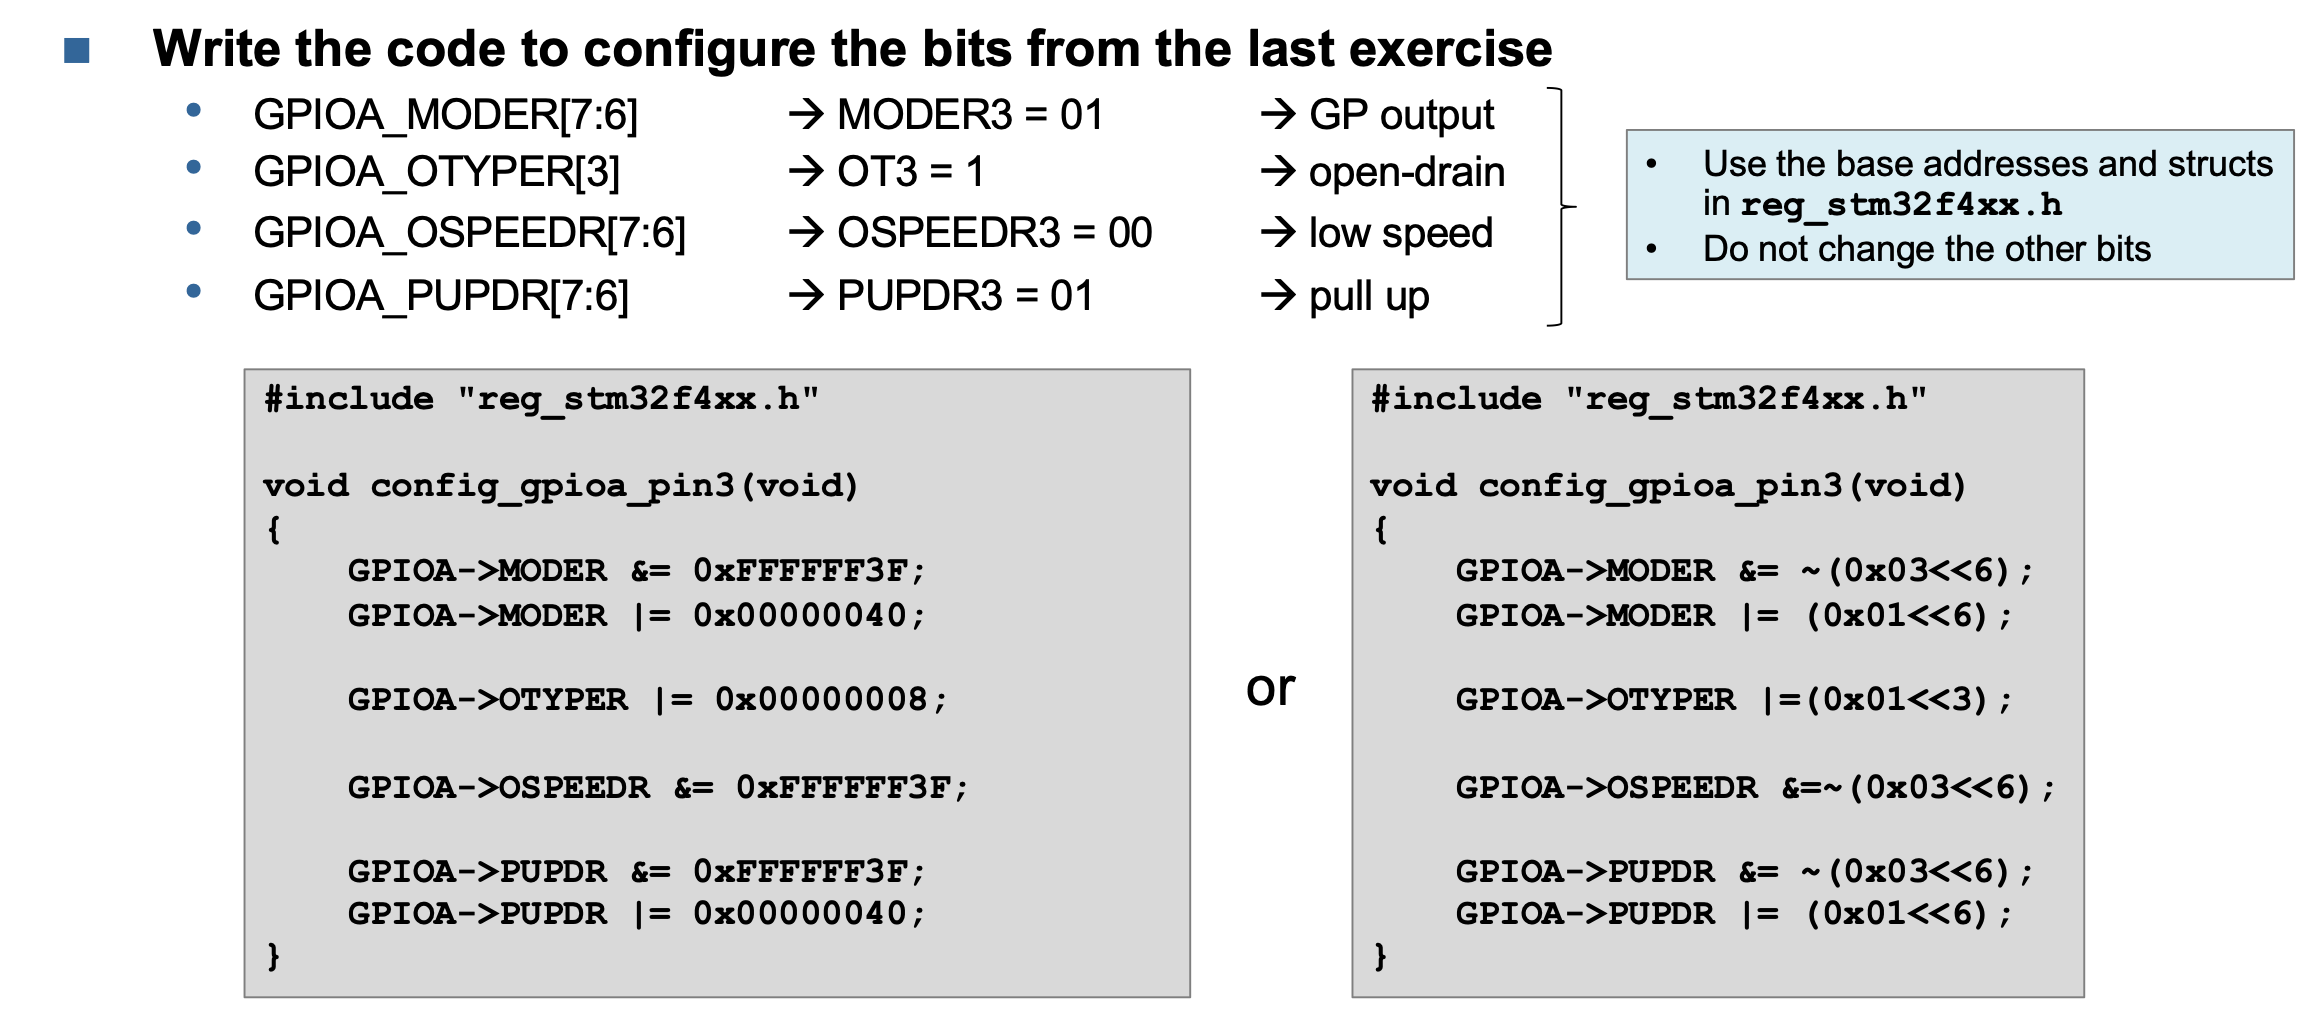 ■ Write the code to configure the bits from the last exercise
• GPIOA_MODER[7:6] → MODER3 = 01 → GP output
• GPIOA_OTYPER[3] → OT3 = 1 → open-drain
• GPIOA_OSPEEDR[7:6] → OSPEEDR3 = 00 → low speed
• GPIOA_PUPDR[7:6] → PUPDR3 = 01 → pull up
• Use the base addresses and structs
in reg_stm32f4xx.h
• Do not change the other bits
#include "reg_stm32f4xx.h"
void config_gpioa_pin3(void)
{
GPIOA->MODER &= 0xFFFFFF3F;
GPIOA->MODER |= 0x00000040;
GPIOA->OTYPER |= 0x00000008;
GPIOA->OSPEEDR &= 0xFFFFFF3F;
GPIOA->PUPDR &= 0xFFFFFF3F;
GPIOA->PUPDR |= 0x00000040;
}
or
#include "reg_stm32f4xx.h"
void config_gpioa_pin3(void)
{
GPIOA->MODER &= ~(0x03<<6);
GPIOA->MODER |= (0x01<<6);
GPIOA->OTYPER |=(0x01<<3);
GPIOA->OSPEEDR &=~(0x03<<6);
GPIOA->PUPDR &= ~(0x03<<6);
GPIOA->PUPDR |= (0x01<<6);
}